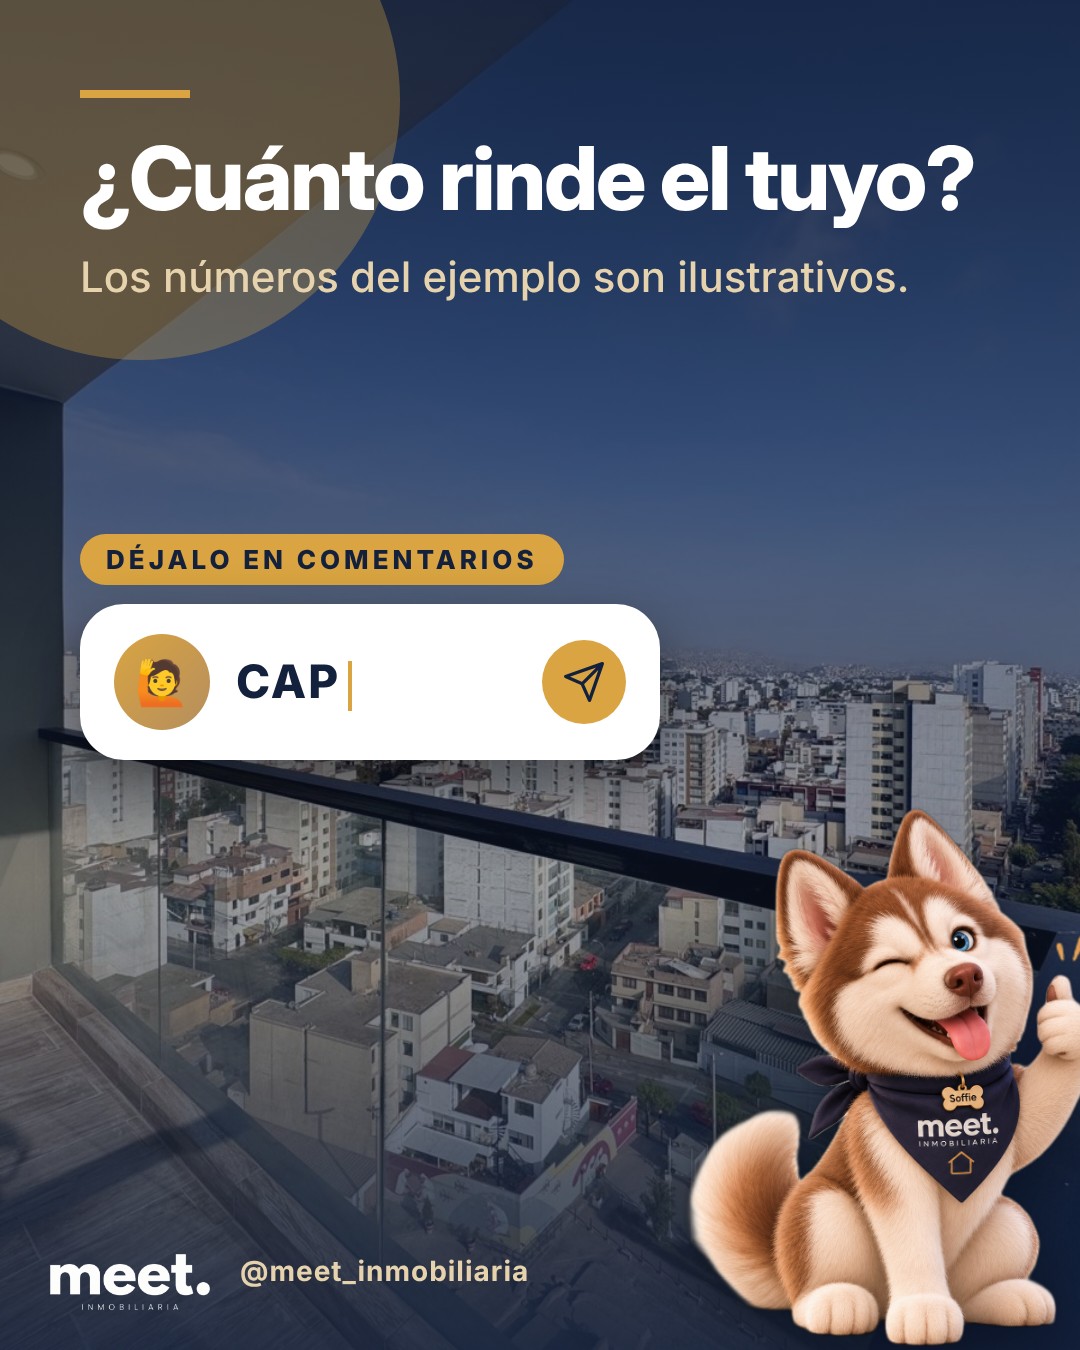 ¿Cuánto rinde el tuyo?
Los números del ejemplo son ilustrativos.
DÉJALO EN COMENTARIOS
CAP
Soffie
meet.
INMOBILIARIA
meet.
INMOBILIARIA
@meet_inmobiliaria